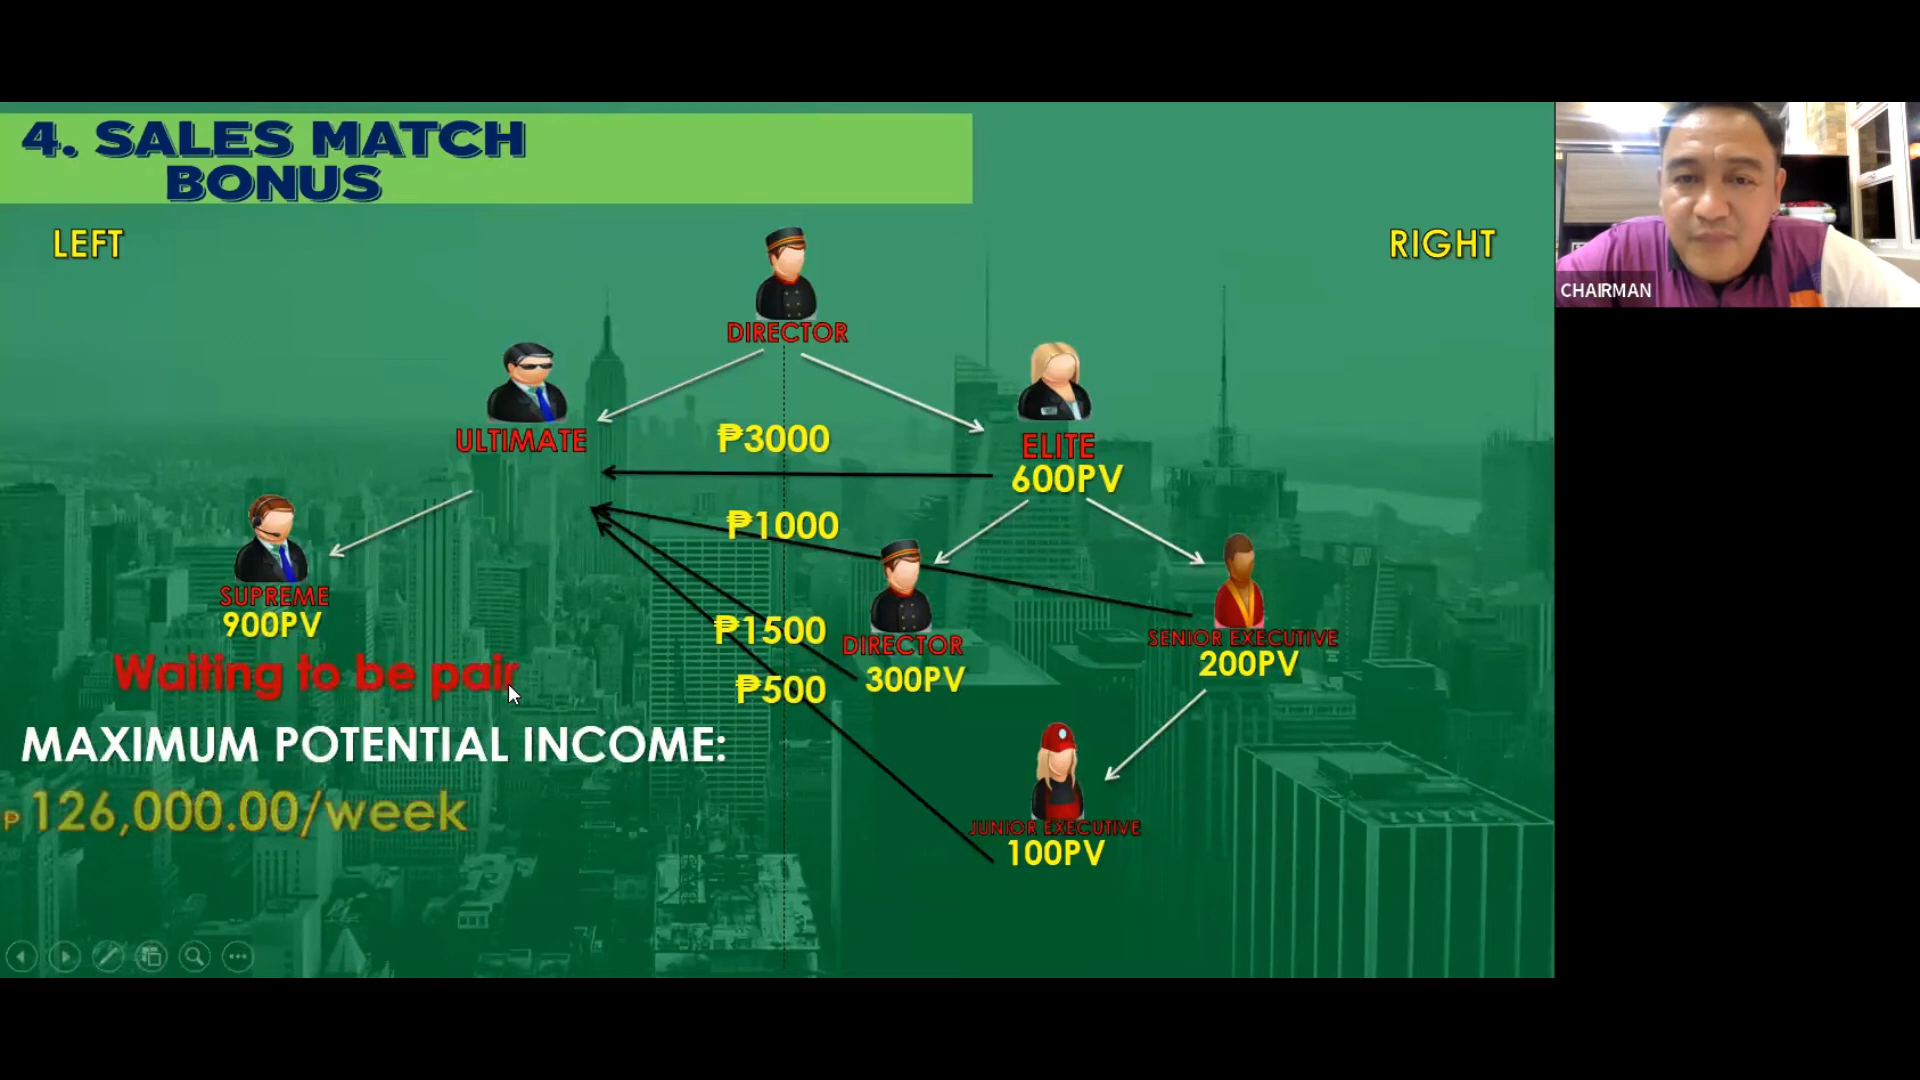 4. SALES MATCH
BONUS
LEFT
RIGHT
CHAIRMAN
DIRECTOR
ULTIMATE
₱3000
ELITE
600PV
₱1000
SUPREME
900PV
₱1500
DIRECTOR
300PV
SENIOR EXECUTIVE
200PV
Waiting to be pair
₱500
MAXIMUM POTENTIAL INCOME:
₱126,000.00/week
JUNIOR EXECUTIVE
100PV